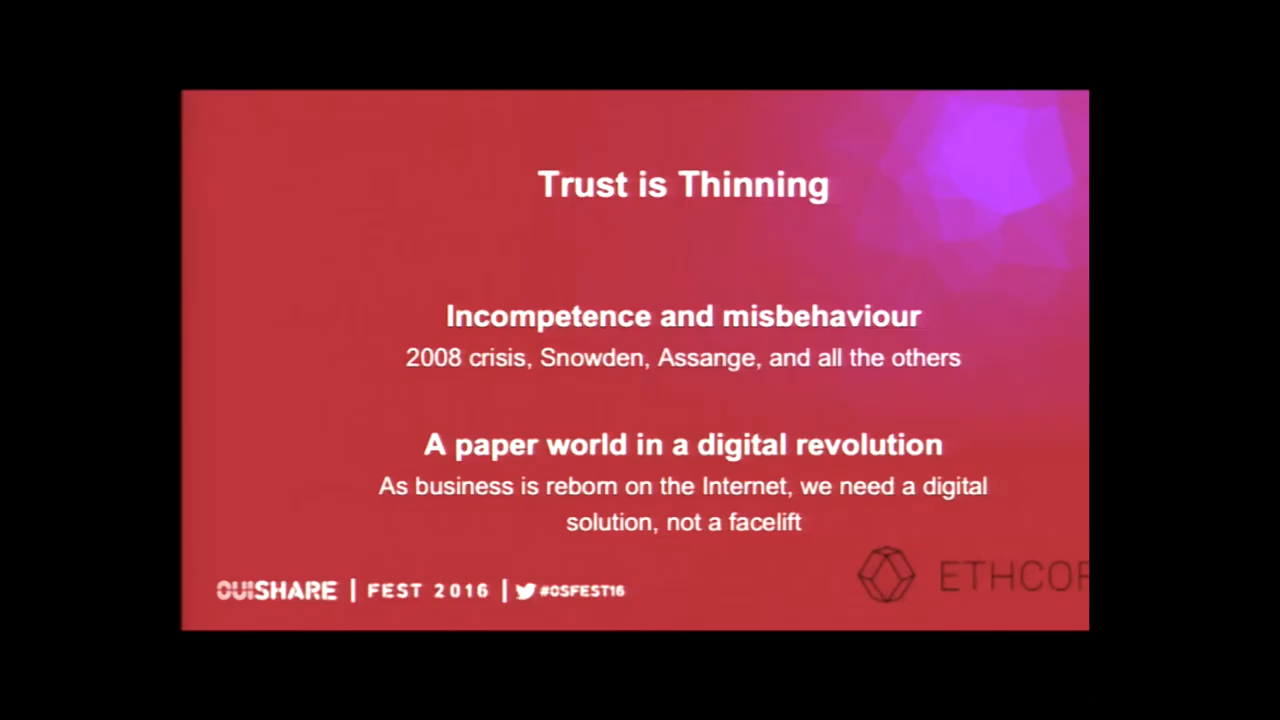 Trust is Thinning
Incompetence and misbehaviour
2008 crisis, Snowden, Assange, and all the others
A paper world in a digital revolution
As business is reborn on the Internet, we need a digital
solution, not a facelift
OUISHARE | FEST 2016 | #OSFEST16
ETHCOR